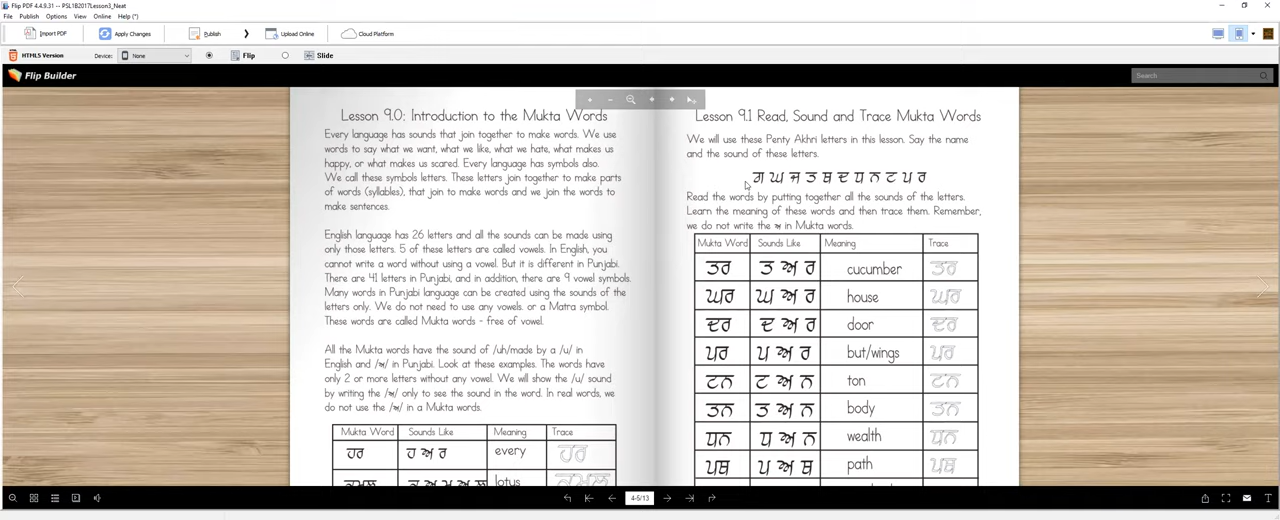 Flip PDF 4.4.9.31 -- PSL1B2017Lesson3_Neat
File Publish Edit View Online Help (*)
Import PDF Apply Changes Publish Upload Online Cloud Platform
HTML5 Version Device: None Flip Slide
Flip Builder Search
Lesson 9.0: Introduction to the Mukta Words
Every language has sounds that join together to make words. We use
words to say what we want, what we like, what we hate, what makes us
happy, or what makes us scared. Every language has symbols also.
We call these symbols letters. These letters join together to make parts
of words (syllables), that join to make words and we join the words to
make sentences.
English language has 26 letters and all the sounds can be made using
only those letters. 5 of these letters are called vowels. In English, you
cannot write a word without using a vowel. But it is different in Punjabi.
There are 41 letters in Punjabi, and in addition, there are 9 vowel symbols.
Many words in Punjabi language can be created using the sounds of the
letters only. We do not need to use any vowels. or a Matra symbol.
These words are called Mukta words - free of vowel.
All the Mukta words have the sound of /uh/made by a /u/ in
English and /ਅ/ in Punjabi. Look at these examples. The words have
only 2 or more letters without any vowel. We will show the /u/ sound
by writing the /ਅ/ only to see the sound in the word. In real words, we
do not use the /ਅ/ in a Mukta words.
Mukta Word Sounds Like Meaning Trace
ਹਰ ਹ ਅ ਰ every ਹਰ
ਕਮਲ ਕ ਅ ਮ ਅ ਲ lotus ਕਮਲ
Lesson 9.1 Read, Sound and Trace Mukta Words
We will use these Penty Akhri letters in this lesson. Say the name
and the sound of these letters.
ਗ ਘ ਜ ਤ ਥ ਦ ਧ ਨ ਟ ਪ ਰ
Read the words by putting together all the sounds of the letters.
Learn the meaning of these words and then trace them. Remember,
we do not write the ਅ in Mukta words.
Mukta Word Sounds Like Meaning Trace
ਤਰ ਤ ਅ ਰ cucumber ਤਰ
ਘਰ ਘ ਅ ਰ house ਘਰ
ਦਰ ਦ ਅ ਰ door ਦਰ
ਪਰ ਪ ਅ ਰ but/wings ਪਰ
ਟਨ ਟ ਅ ਨ ton ਟਨ
ਤਨ ਤ ਅ ਨ body ਤਨ
ਧਨ ਧ ਅ ਨ wealth ਧਨ
ਪਥ ਪ ਅ ਥ path ਪਥ
4-5/13